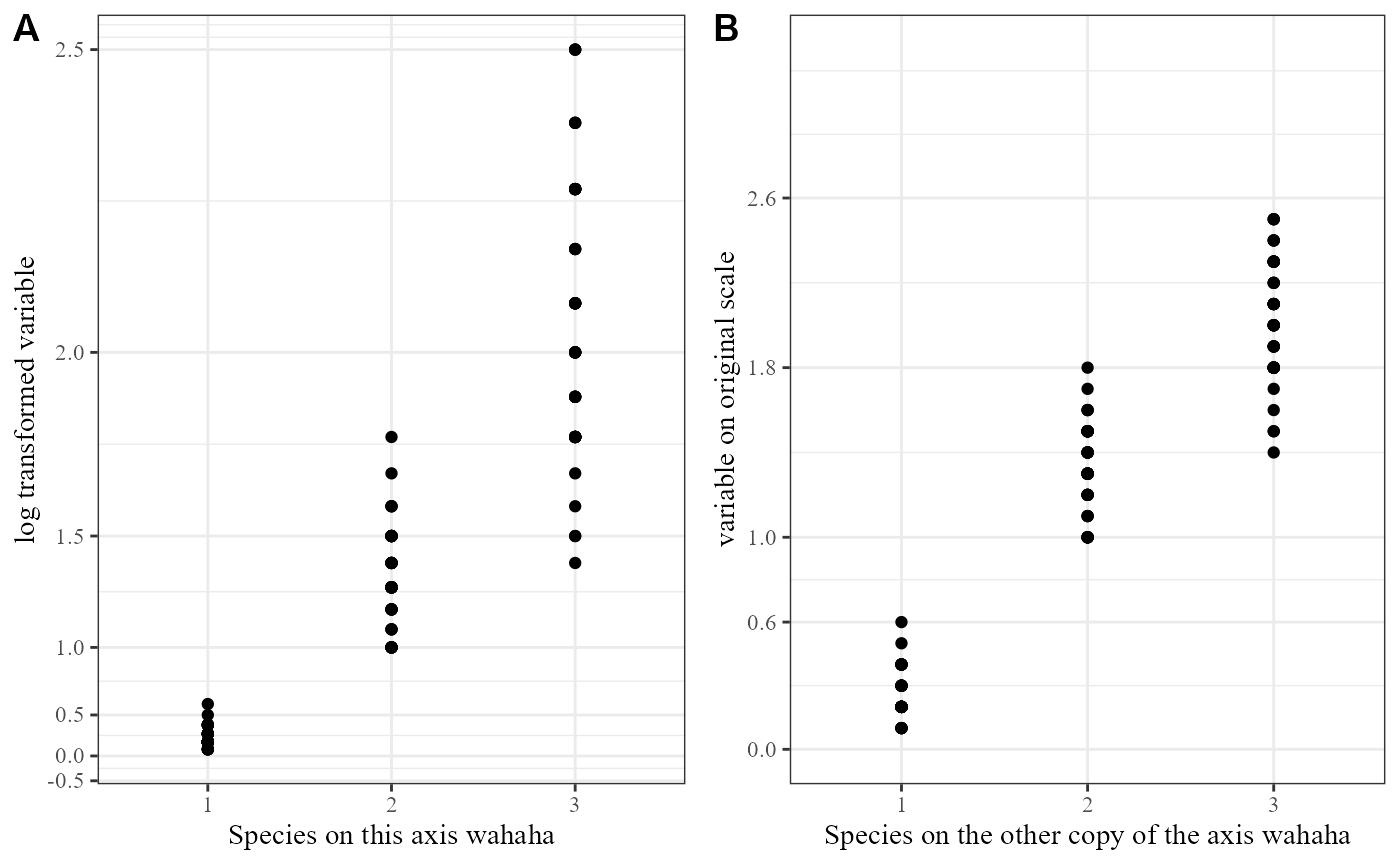 A
B
log transformed variable
2.5
2.0
1.5
1.0
0.5
0.0
-0.5
1 2 3
Species on this axis wahaha
variable on original scale
2.6
1.8
1.0
0.6
0.0
1 2 3
Species on the other copy of the axis wahaha